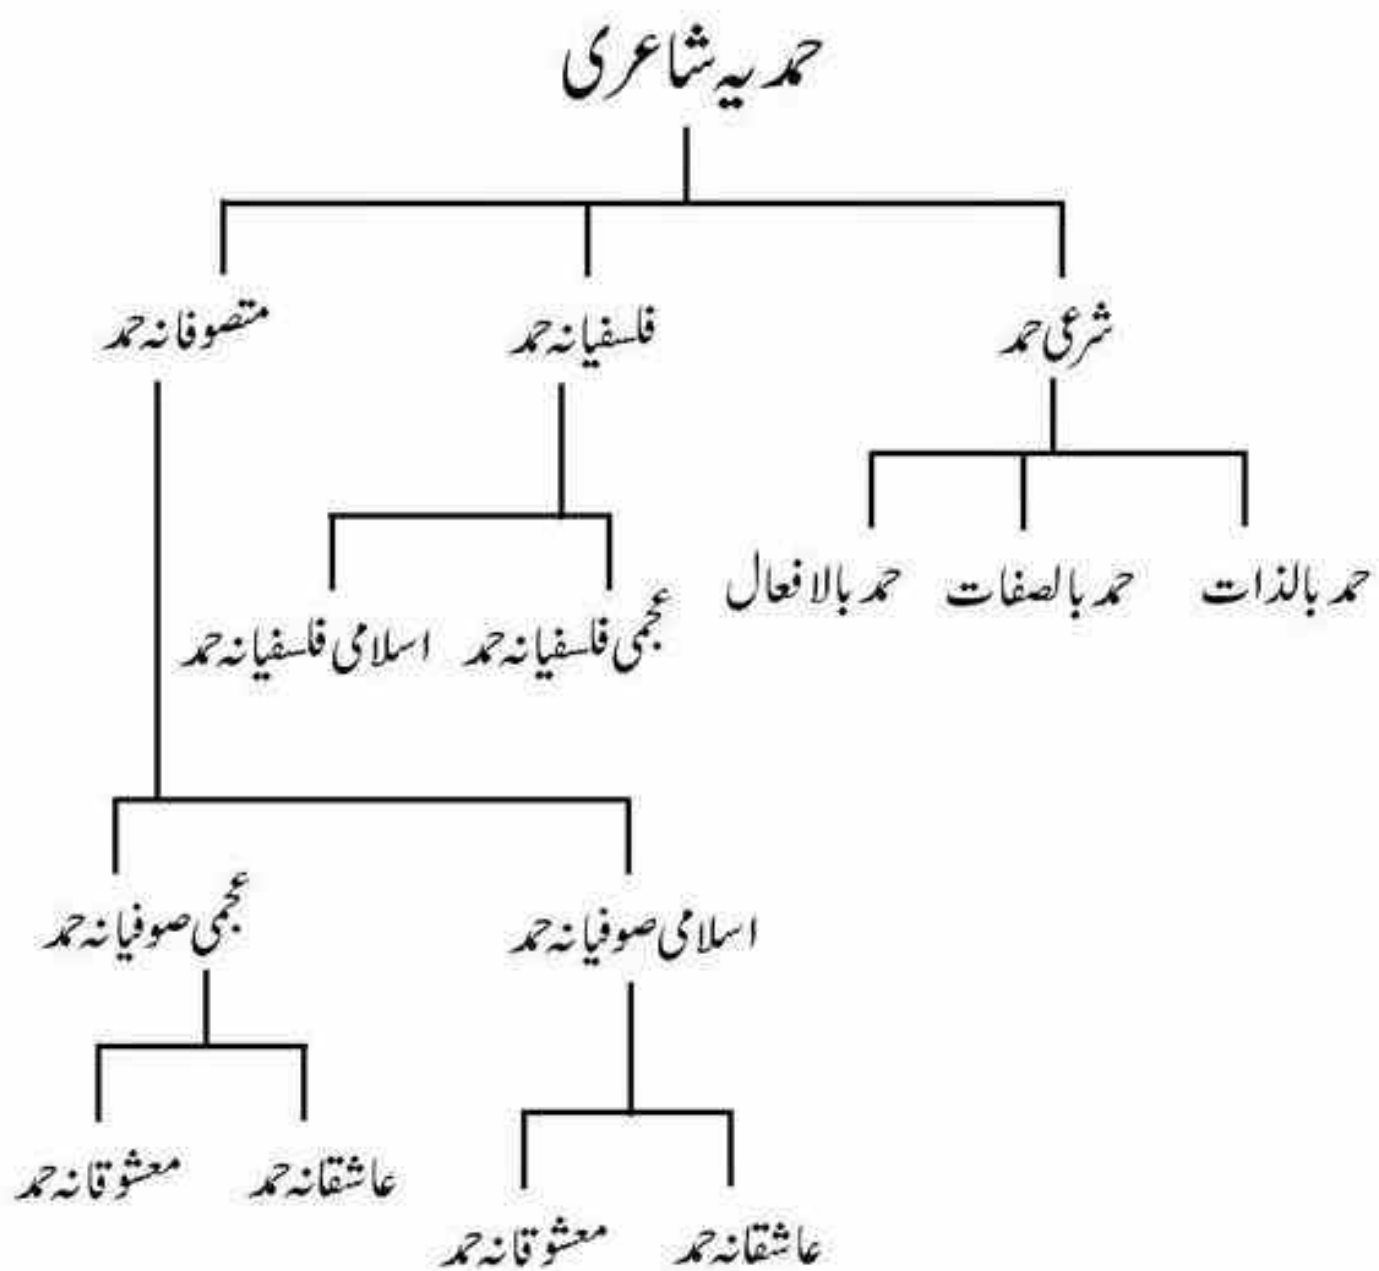 حمدیہ شاعری
شرعی حمد فلسفیانہ حمد متصوفانہ حمد
حمد بالذات حمد بالصفات حمد بالافعال
عجمی فلسفیانہ حمد اسلامی فلسفیانہ حمد
اسلامی صوفیانہ حمد عجمی صوفیانہ حمد
عاشقانہ حمد معشوقانہ حمد
عاشقانہ حمد معشوقانہ حمد